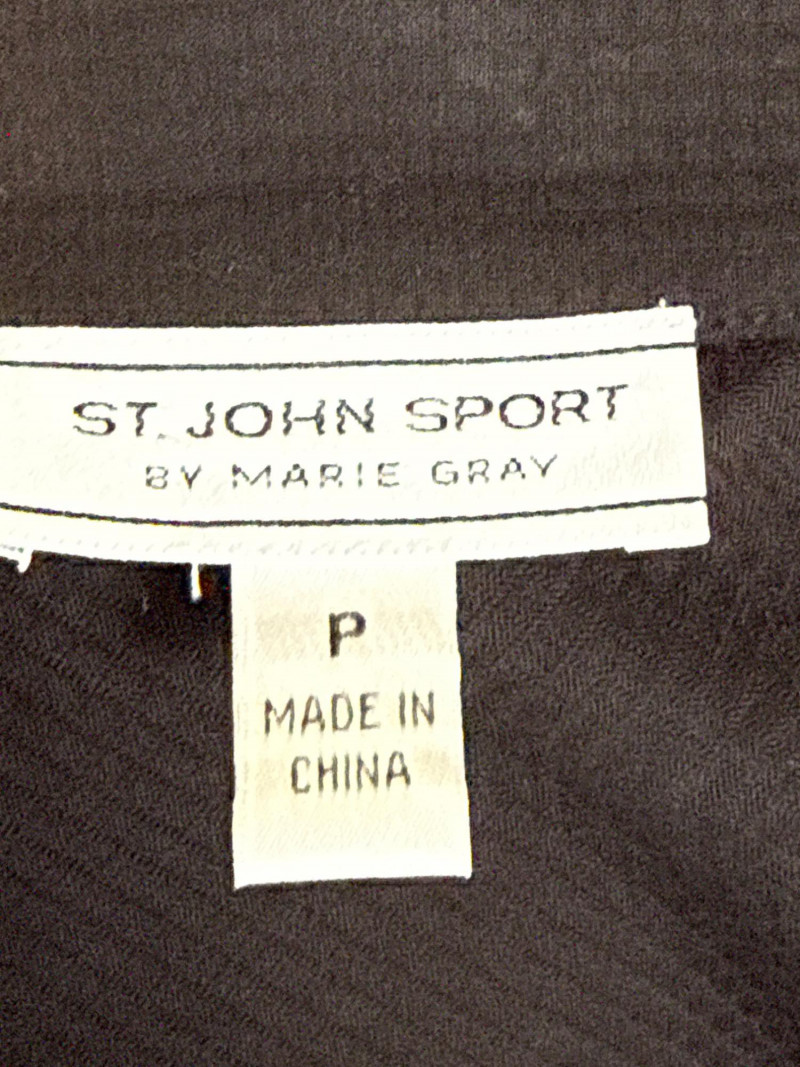 ST. JOHN SPORT
BY MARIE GRAY
P
MADE IN
CHINA